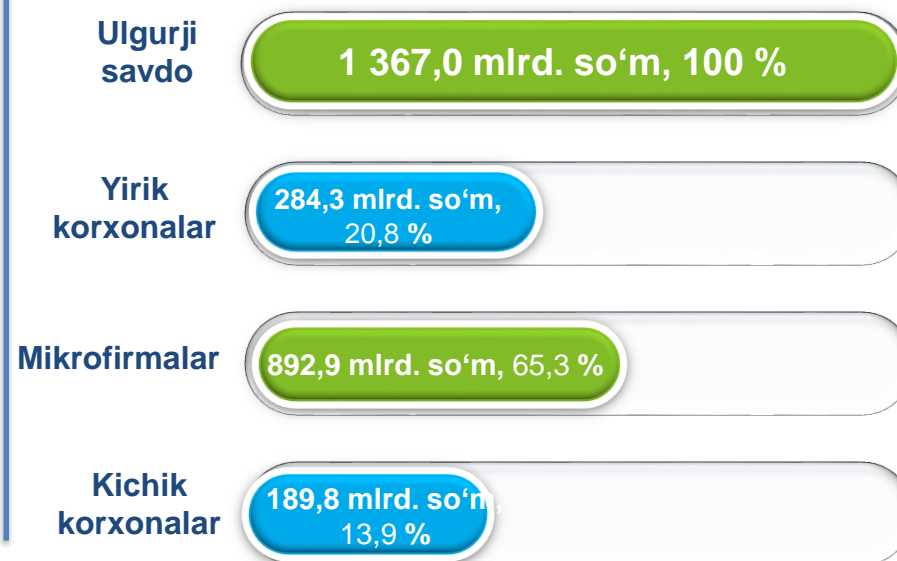 Ulgurji
savdo
1 367,0 mlrd. so‘m, 100 %
Yirik
korxonalar
284,3 mlrd. so‘m,
20,8 %
Mikrofirmalar
892,9 mlrd. so‘m, 65,3 %
Kichik
korxonalar
189,8 mlrd. so‘m,
13,9 %